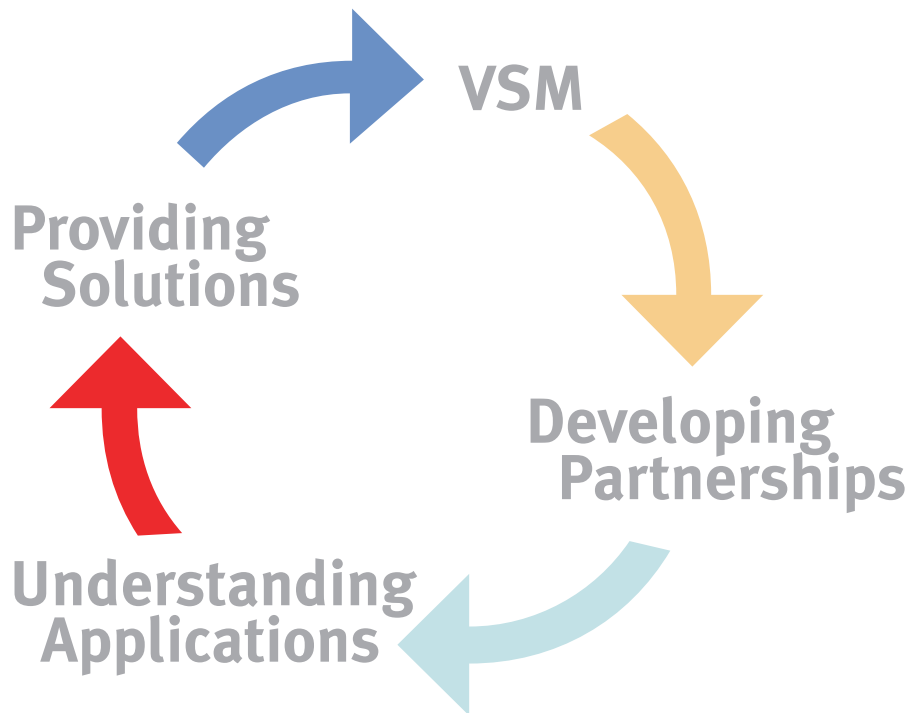 VSM
Providing
Solutions
Developing
Partnerships
Understanding
Applications